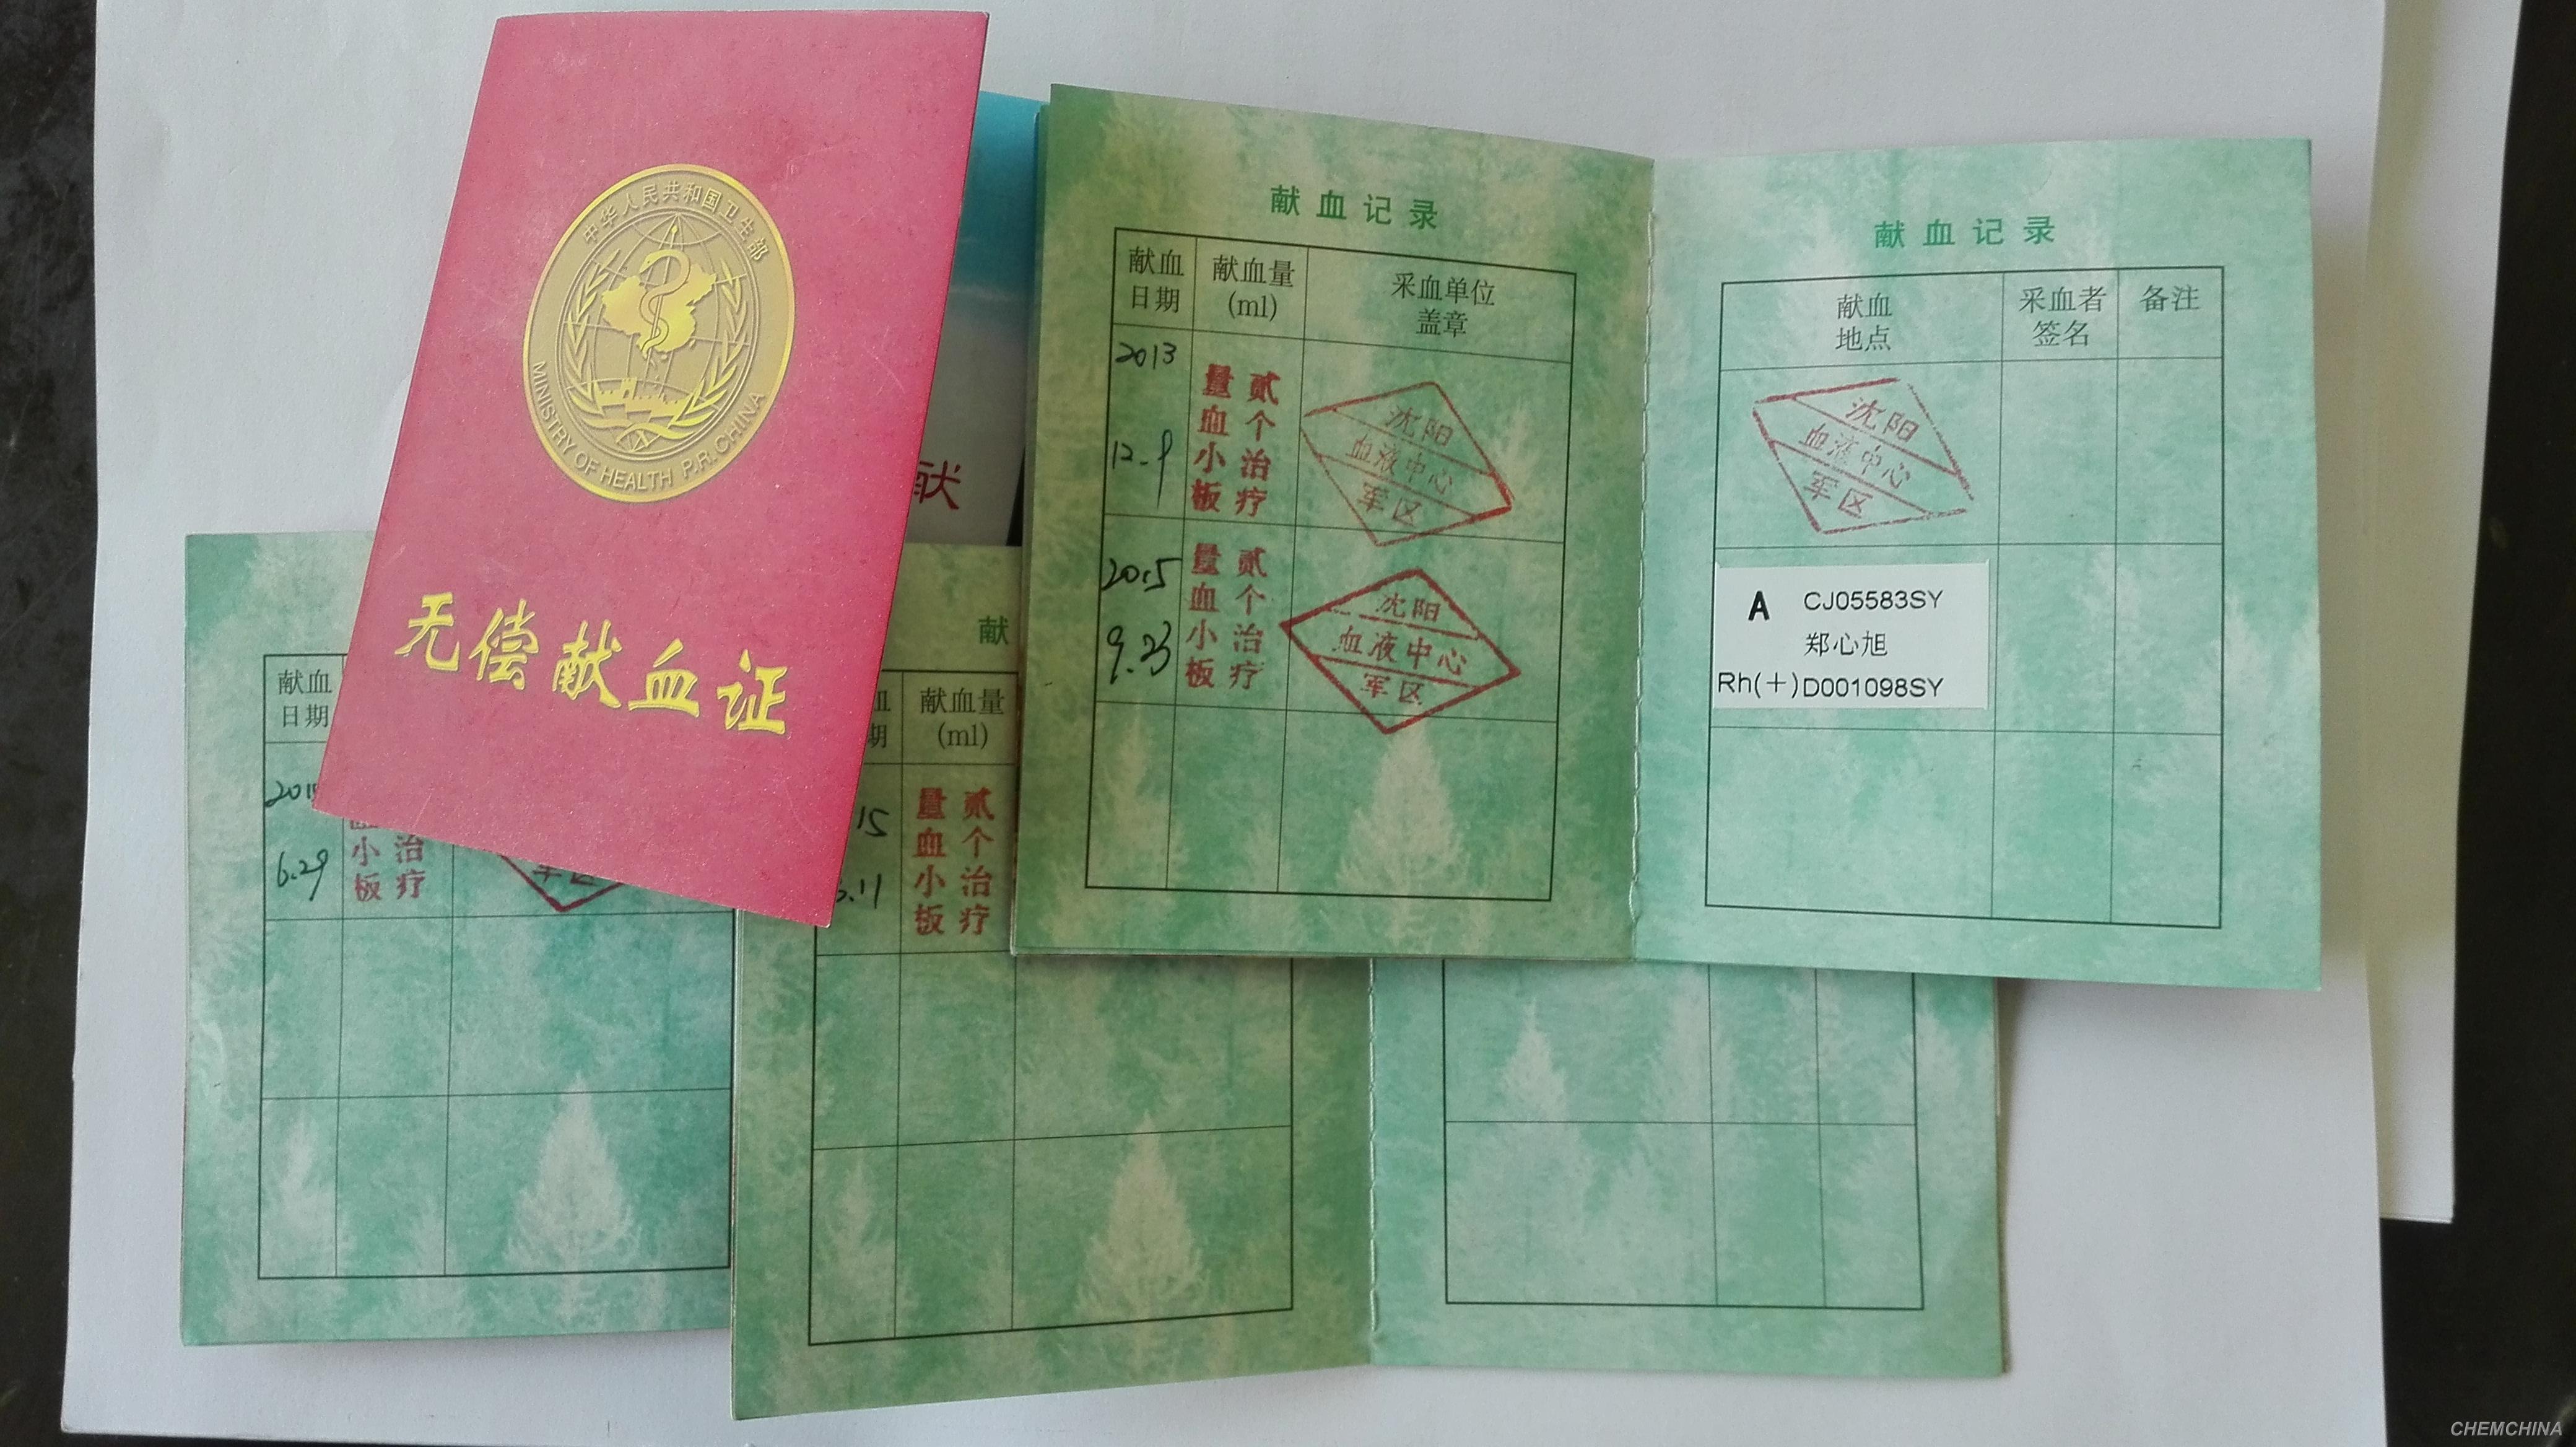 中华人民共和国卫生部
MINISTRY OF HEALTH P.R. CHINA
无偿献血证
献
献血记录
献血日期
献血量(ml)
采血单位盖章
2013
12.9
贰个治疗
量血小板
沈阳
血液中心
军区
2015
9.23
贰个治疗
量血小板
沈阳
血液中心
军区
献血记录
献血地点
采血者签名
备注
沈阳
血液中心
军区
A CJ05583SY
郑心旭
Rh(+)D001098SY
献血日期
6.29
治疗
小板
军区
献
献血量(ml)
15
.11
贰个治疗
量血小板
CHEMCHINA